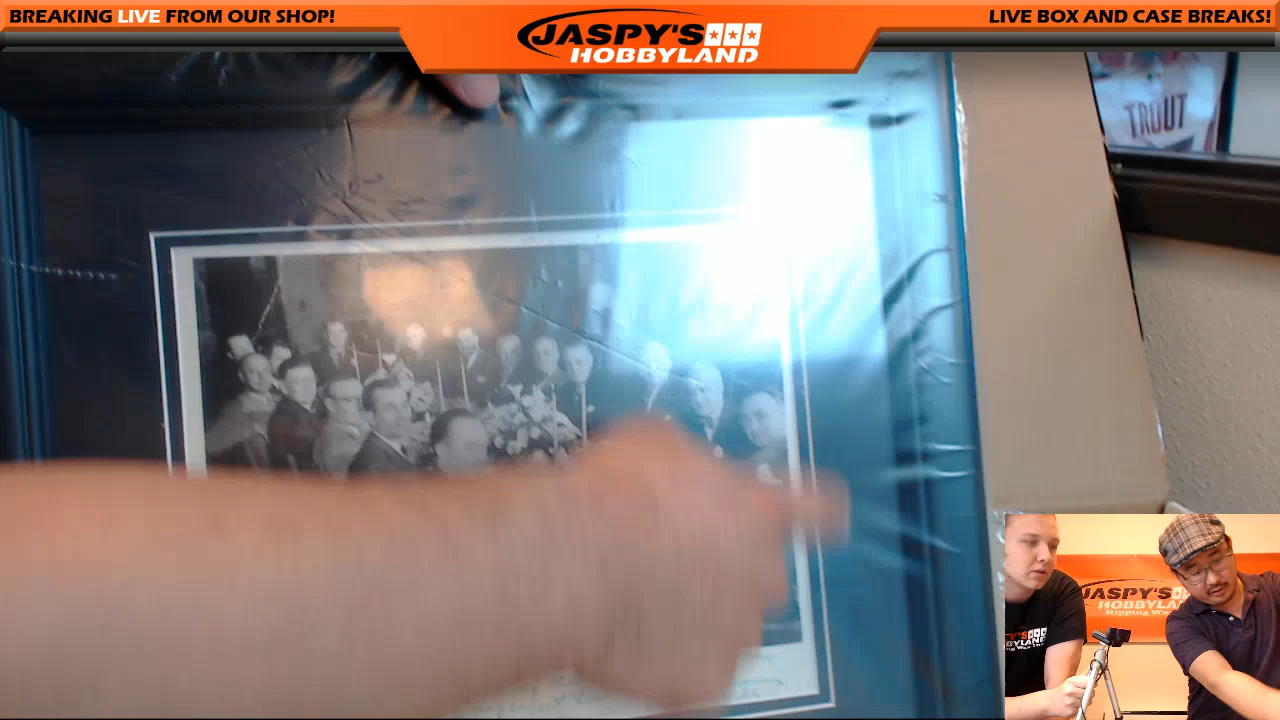 BREAKING LIVE FROM OUR SHOP!
JASPY'S
HOBBYLAND
LIVE BOX AND CASE BREAKS!
TROUT
JASPY'S
HOBBYLAND